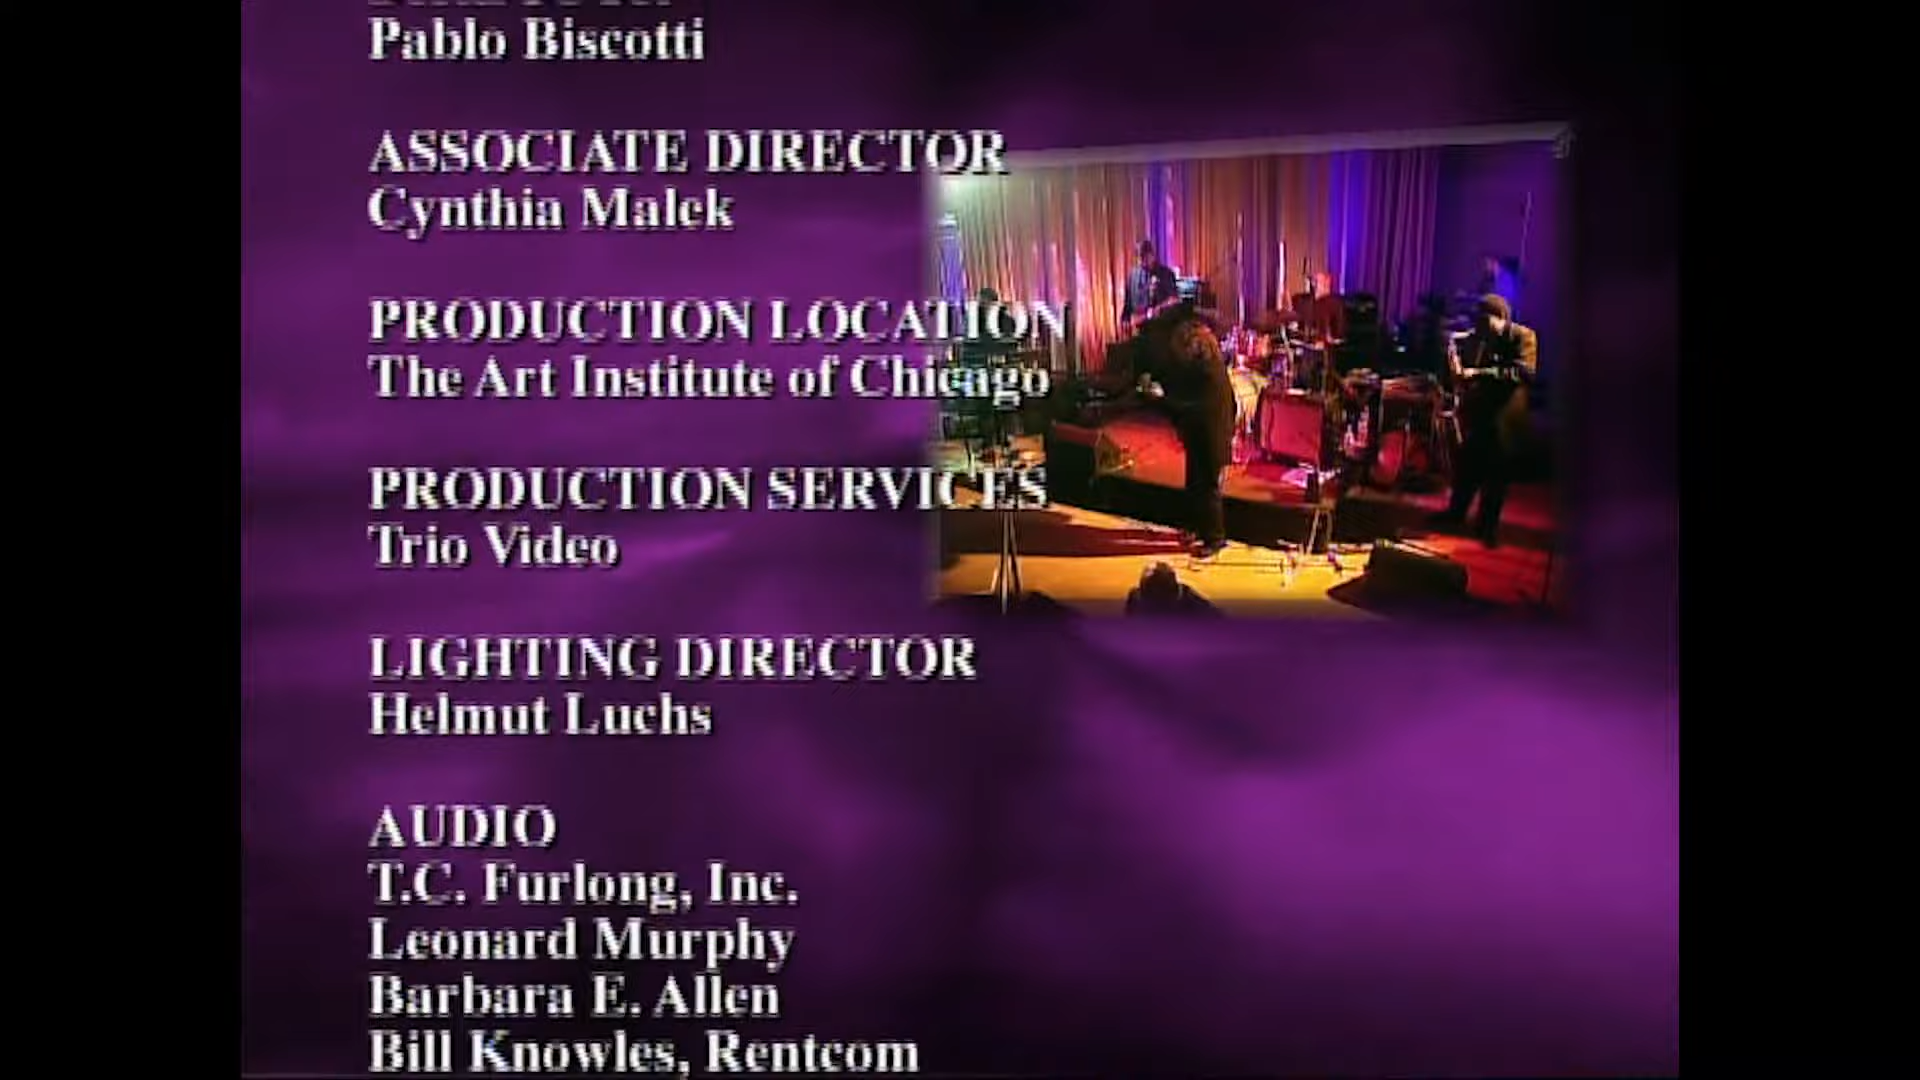 Pablo Biscotti
ASSOCIATE DIRECTOR
Cynthia Malek
PRODUCTION LOCATION
The Art Institute of Chicago
PRODUCTION SERVICES
Trio Video
LIGHTING DIRECTOR
Helmut Luchs
AUDIO
T.C. Furlong, Inc.
Leonard Murphy
Barbara E. Allen
Bill Knowles, Rentcom